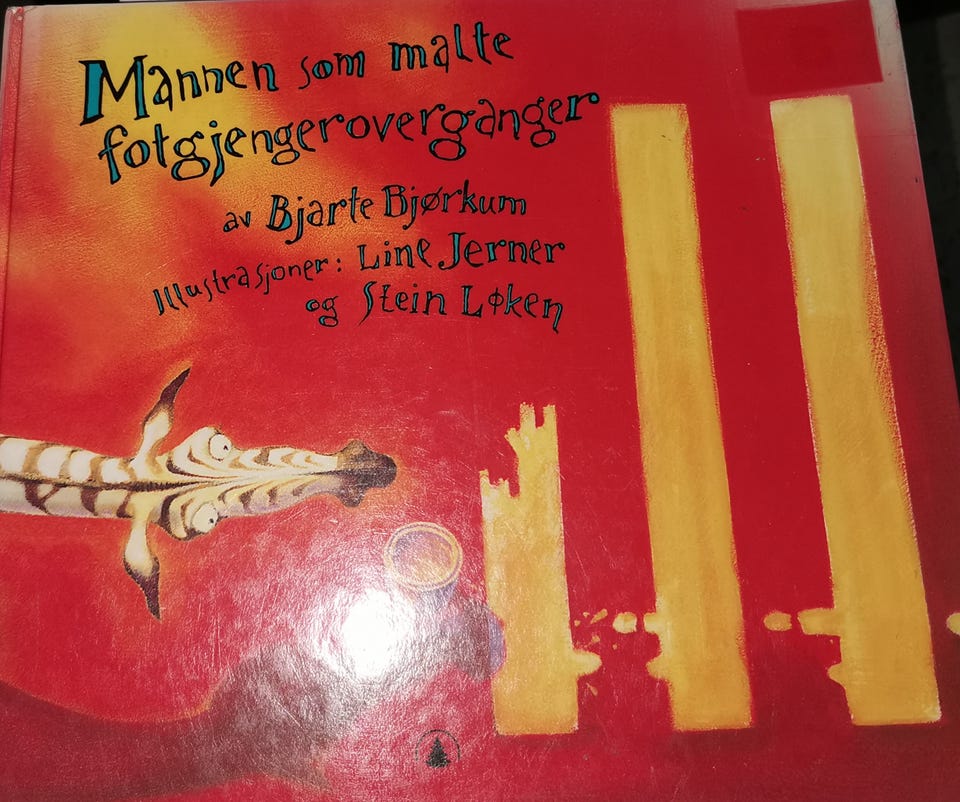 Mannen som malte
fotgjengeroverganger
av Bjarte Bjørkum
Illustrasjoner: Line Jerner
og Stein Løken